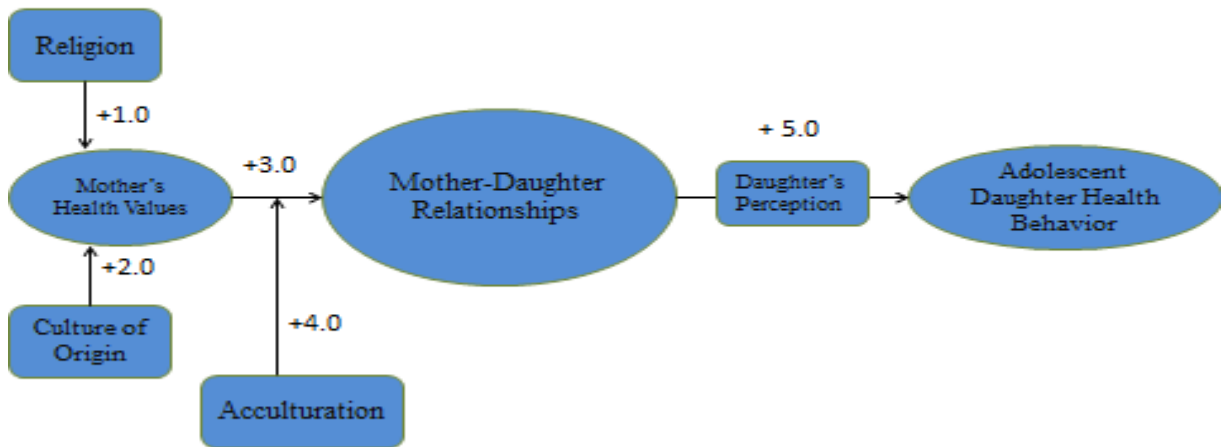 Religion
+1.0
Mother's
Health Values
+2.0
Culture of
Origin
+3.0
+4.0
Acculturation
Mother-Daughter
Relationships
+ 5.0
Daughter's
Perception
Adolescent
Daughter Health
Behavior